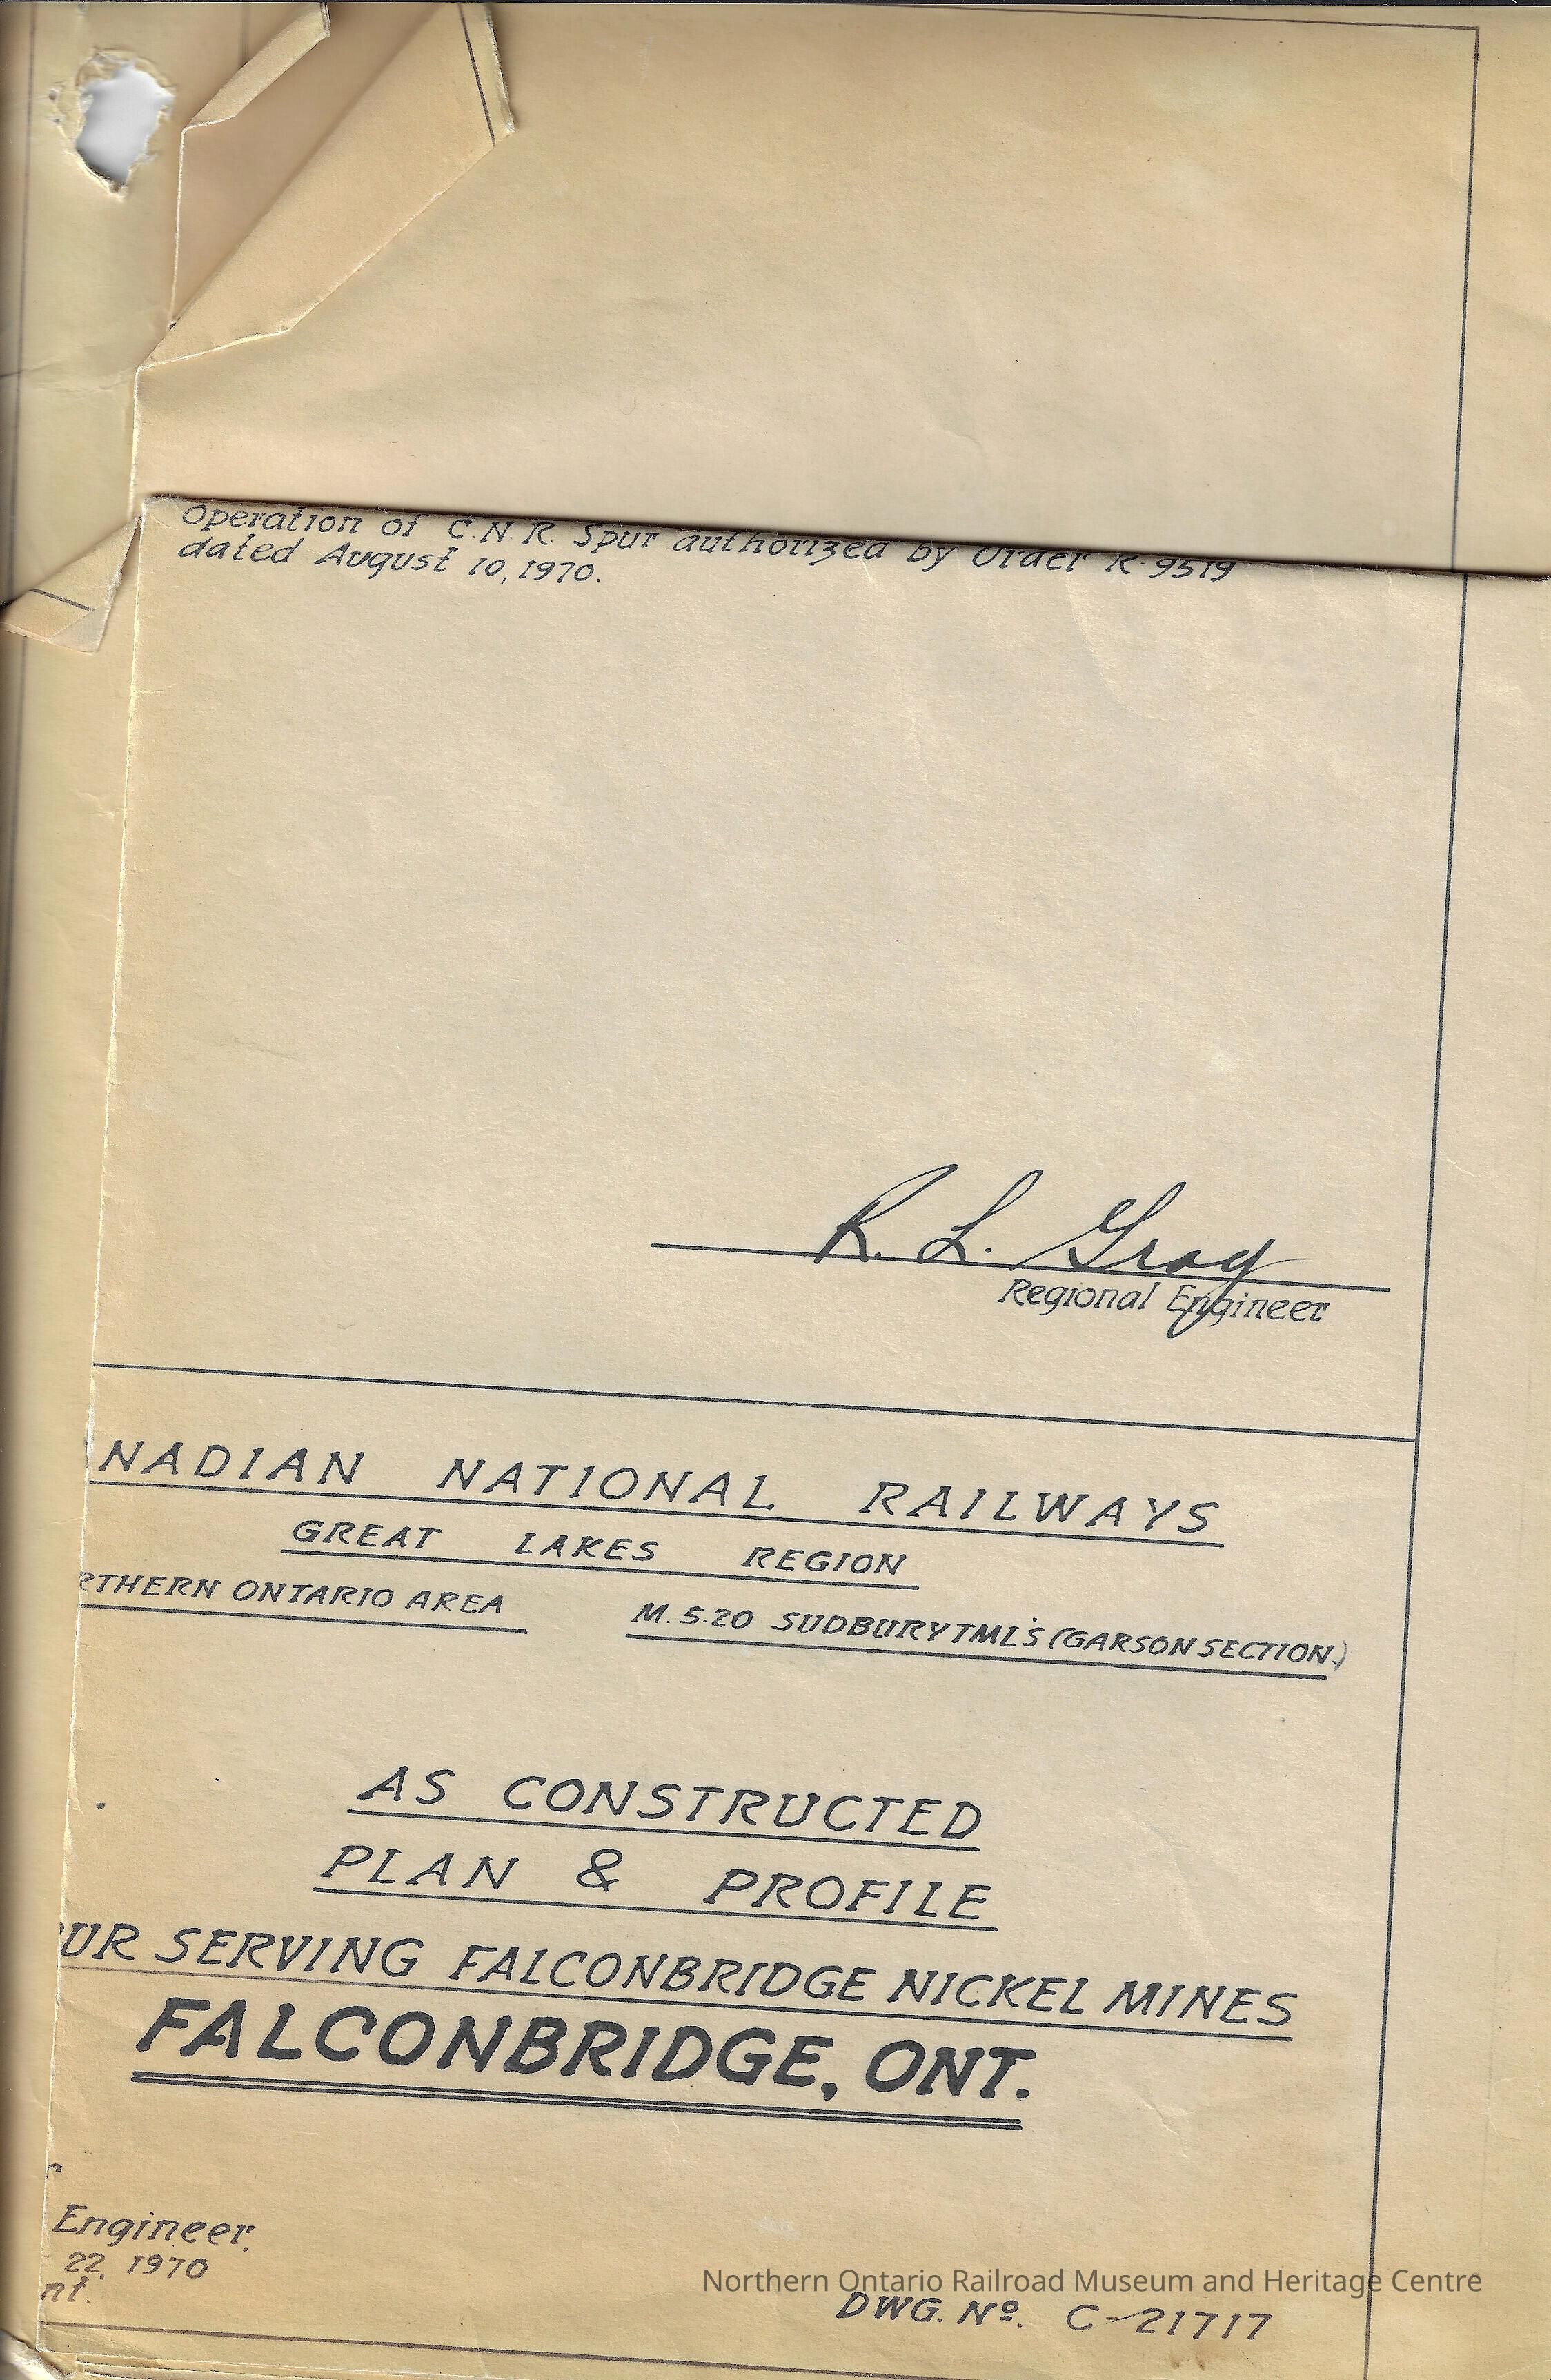 Operation of C.N.R. Spur authorized by Order R-9519
dated August 10, 1970.
R. L. Gray
Regional Engineer
NADIAN NATIONAL RAILWAYS
GREAT LAKES REGION
RTHERN ONTARIO AREA
M. 5.20 SUDBURY TML'S (GARSON SECTION.)
AS CONSTRUCTED
PLAN & PROFILE
UR SERVING FALCONBRIDGE NICKEL MINES
FALCONBRIDGE, ONT.
Engineer.
22, 1970
nt.
Northern Ontario Railroad Museum and Heritage Centre
DWG. Nº. C-21717